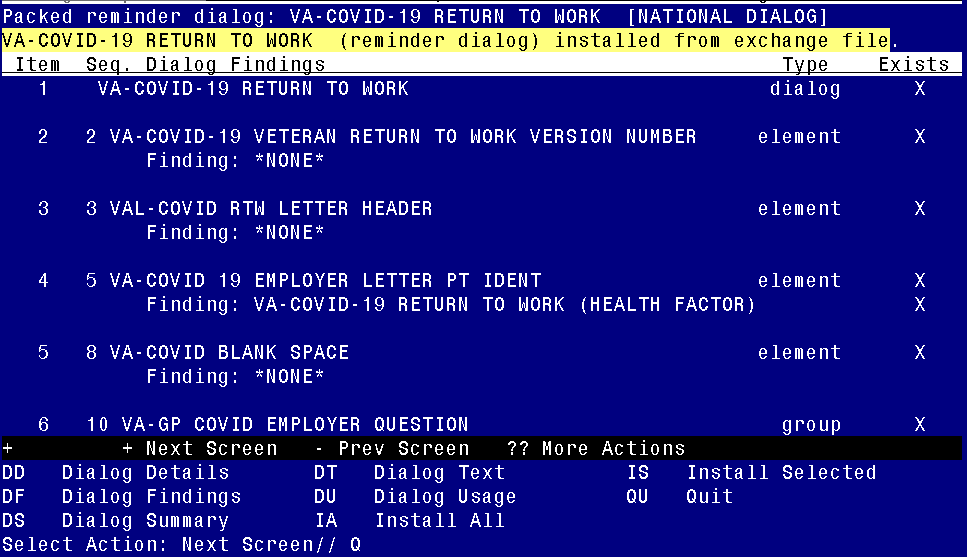 Packed reminder dialog: VA-COVID-19 RETURN TO WORK [NATIONAL DIALOG]
VA-COVID-19 RETURN TO WORK (reminder dialog) installed from exchange file.
Item Seq. Dialog Findings Type Exists
1 VA-COVID-19 RETURN TO WORK dialog X
2 2 VA-COVID-19 VETERAN RETURN TO WORK VERSION NUMBER element X
Finding: *NONE*
3 3 VAL-COVID RTW LETTER HEADER element X
Finding: *NONE*
4 5 VA-COVID 19 EMPLOYER LETTER PT IDENT element X
Finding: VA-COVID-19 RETURN TO WORK (HEALTH FACTOR) X
5 8 VA-COVID BLANK SPACE element X
Finding: *NONE*
6 10 VA-GP COVID EMPLOYER QUESTION group X
+ + Next Screen - Prev Screen ?? More Actions
DD Dialog Details DT Dialog Text IS Install Selected
DF Dialog Findings DU Dialog Usage QU Quit
DS Dialog Summary IA Install All
Select Action: Next Screen// Q